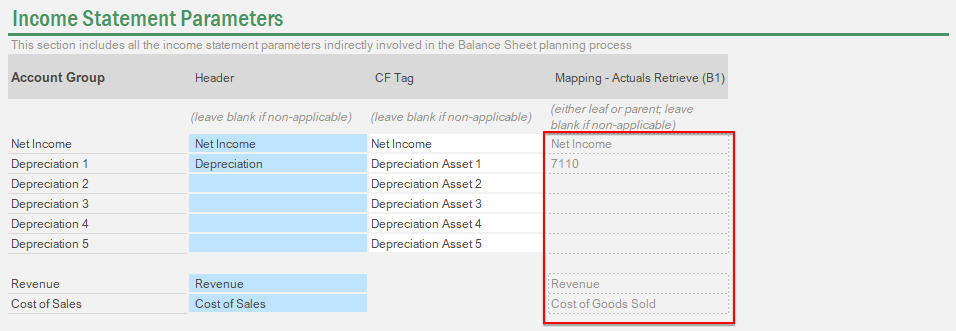 Income Statement Parameters
This section includes all the income statement parameters indirectly involved in the Balance Sheet planning process
Account Group Header CF Tag Mapping - Actuals Retrieve (B1)
(leave blank if non-applicable) (leave blank if non-applicable) (either leaf or parent; leave
blank if non-applicable)
Net Income Net Income Net Income Net Income
Depreciation 1 Depreciation Depreciation Asset 1 7110
Depreciation 2 Depreciation Asset 2
Depreciation 3 Depreciation Asset 3
Depreciation 4 Depreciation Asset 4
Depreciation 5 Depreciation Asset 5
Revenue Revenue Revenue
Cost of Sales Cost of Sales Cost of Goods Sold